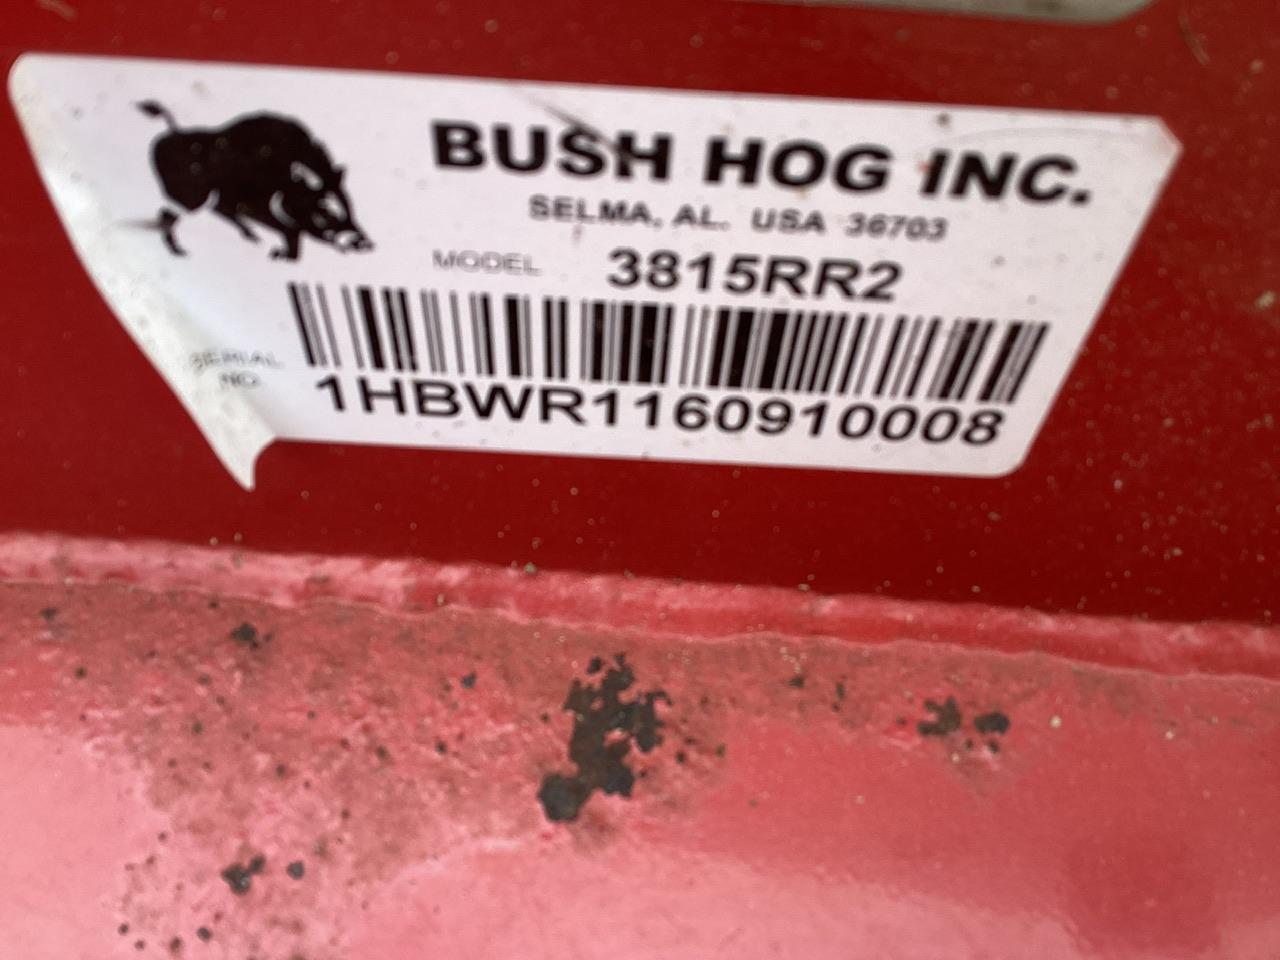 BUSH HOG INC.
SELMA, AL. USA 36703
MODEL 3815RR2
SERIAL
NO. 1HBWR1160910008